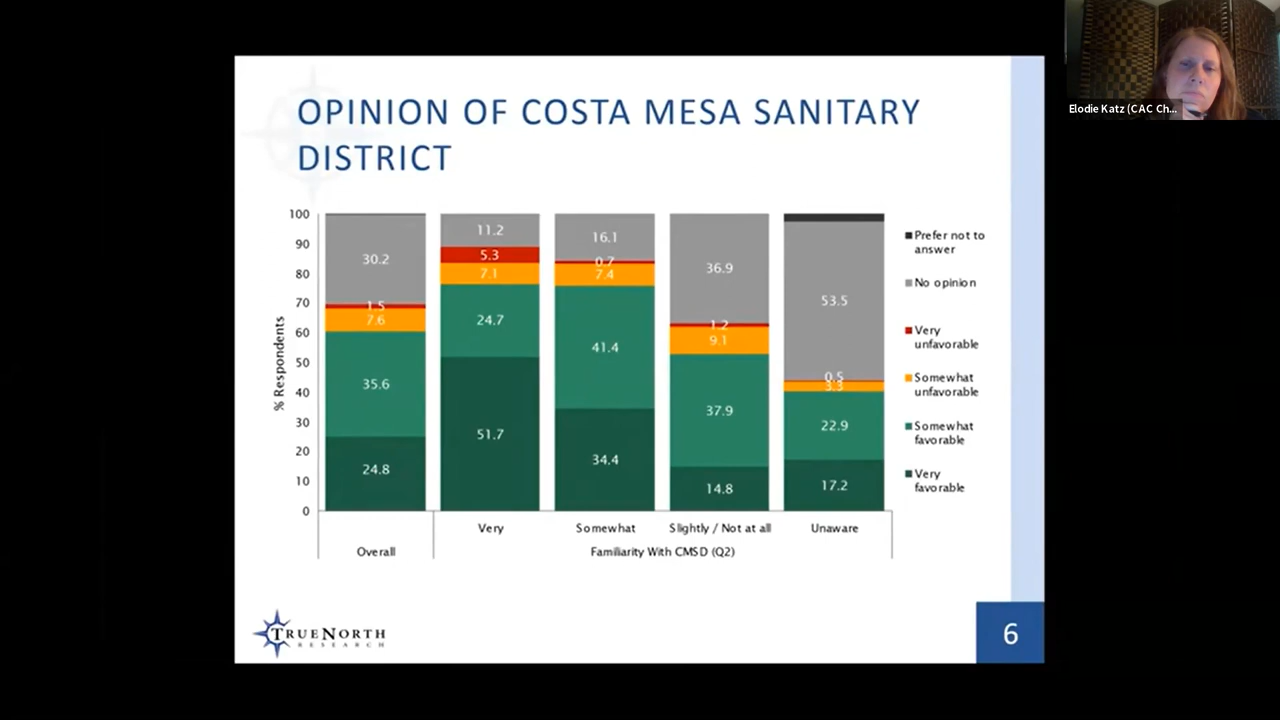 Elodie Katz (CAC Ch...
OPINION OF COSTA MESA SANITARY
DISTRICT
% Respondents
100
90
80
70
60
50
40
30
20
10
0
30.2
1.5
7.6
35.6
24.8
11.2
5.3
7.1
24.7
51.7
16.1
0.7
7.4
41.4
34.4
36.9
1.2
9.1
37.9
14.8
53.5
0.5
3.3
22.9
17.2
Prefer not to
answer
No opinion
Very
unfavorable
Somewhat
unfavorable
Somewhat
favorable
Very
favorable
Very
Somewhat
Slightly / Not at all
Unaware
Overall
Familiarity With CMSD (Q2)
TRUENORTH
RESEARCH
6